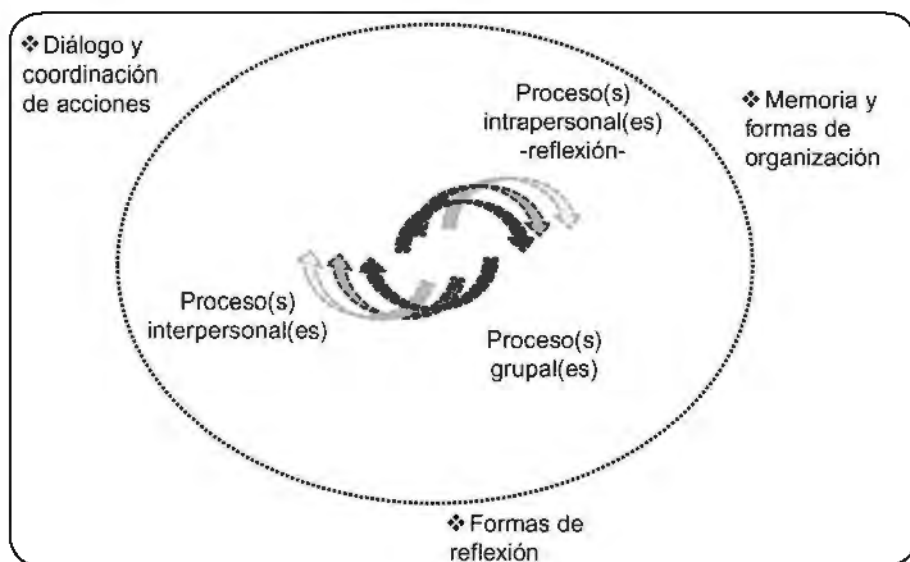 ❖ Diálogo y
coordinación
de acciones
Proceso(s)
intrapersonal(es)
-reflexión-
❖ Memoria y
formas de
organización
Proceso(s)
interpersonal(es)
Proceso(s)
grupal(es)
❖ Formas de
reflexión